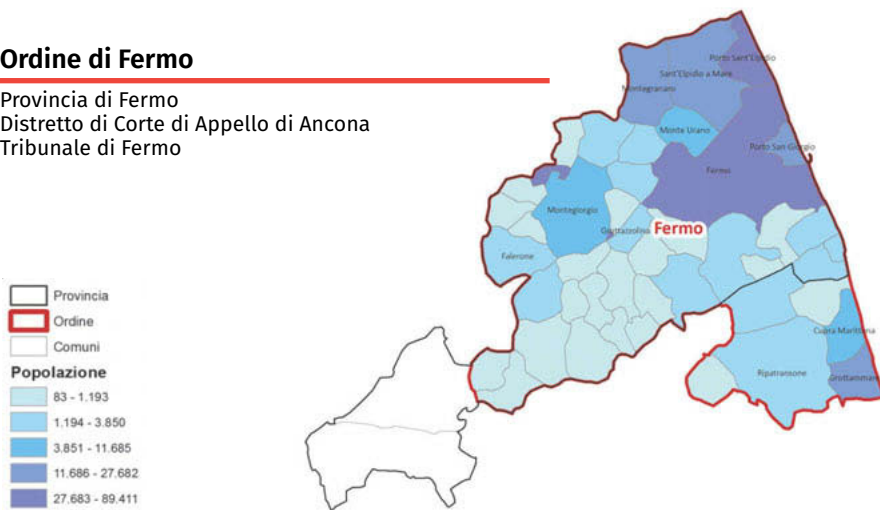 Ordine di Fermo
Provincia di Fermo
Distretto di Corte di Appello di Ancona
Tribunale di Fermo
Porto Sant'Elpidio
Sant'Elpidio a Mare
Montegranaro
Monte Urano
Porto San Giorgio
Fermo
Montegiorgio
Grottazzolina
Fermo
Falerone
Cupra Marittima
Ripatransone
Grottammare
Provincia
Ordine
Comuni
Popolazione
83 - 1.193
1.194 - 3.850
3.851 - 11.685
11.686 - 27.682
27.683 - 89.411